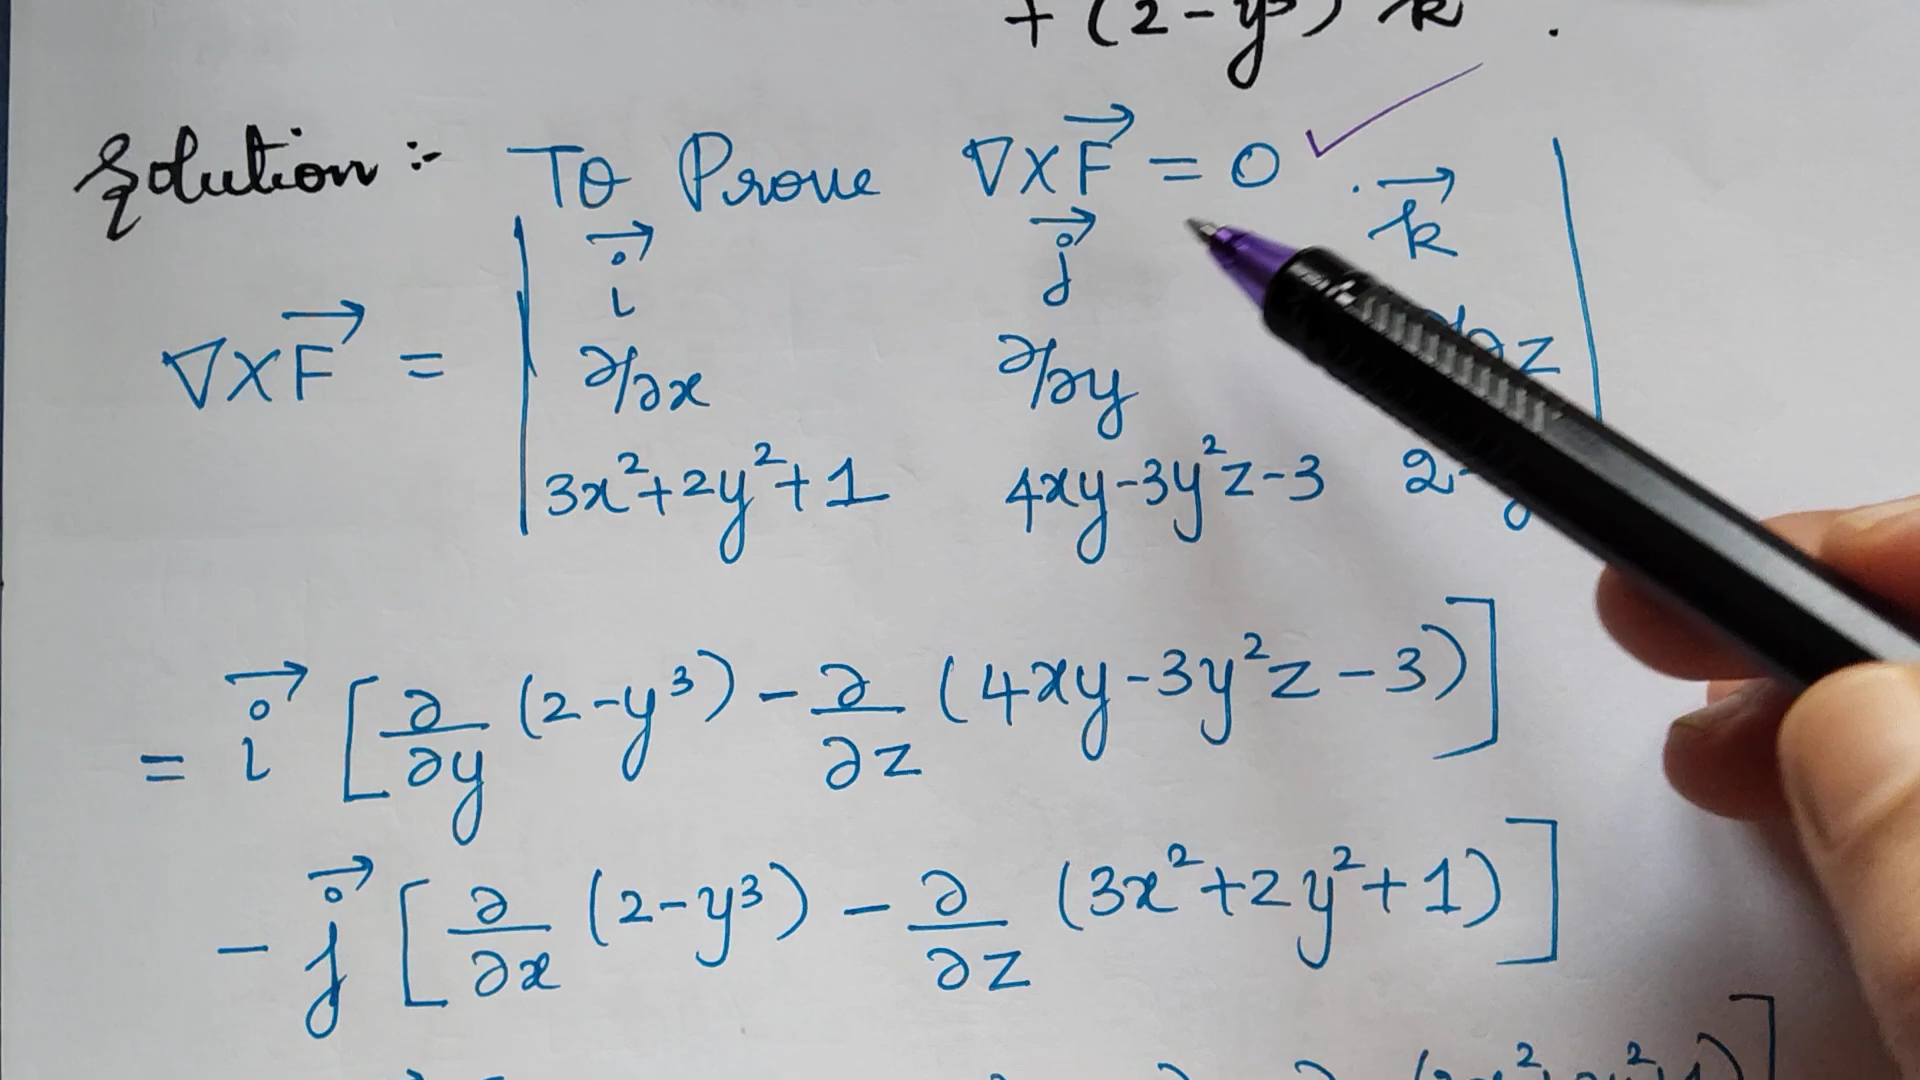 + (2-y³) k .
Solution :- To Prove ∇×F⃗ = 0
i⃗ j⃗ k⃗
∇×F⃗ = ∂/∂x ∂/∂y ∂z
3x²+2y²+1 4xy-3y²z-3 2-y
= i⃗ [∂/∂y (2-y³) - ∂/∂z (4xy-3y²z-3)]
- j⃗ [∂/∂x (2-y³) - ∂/∂z (3x²+2y²+1)]